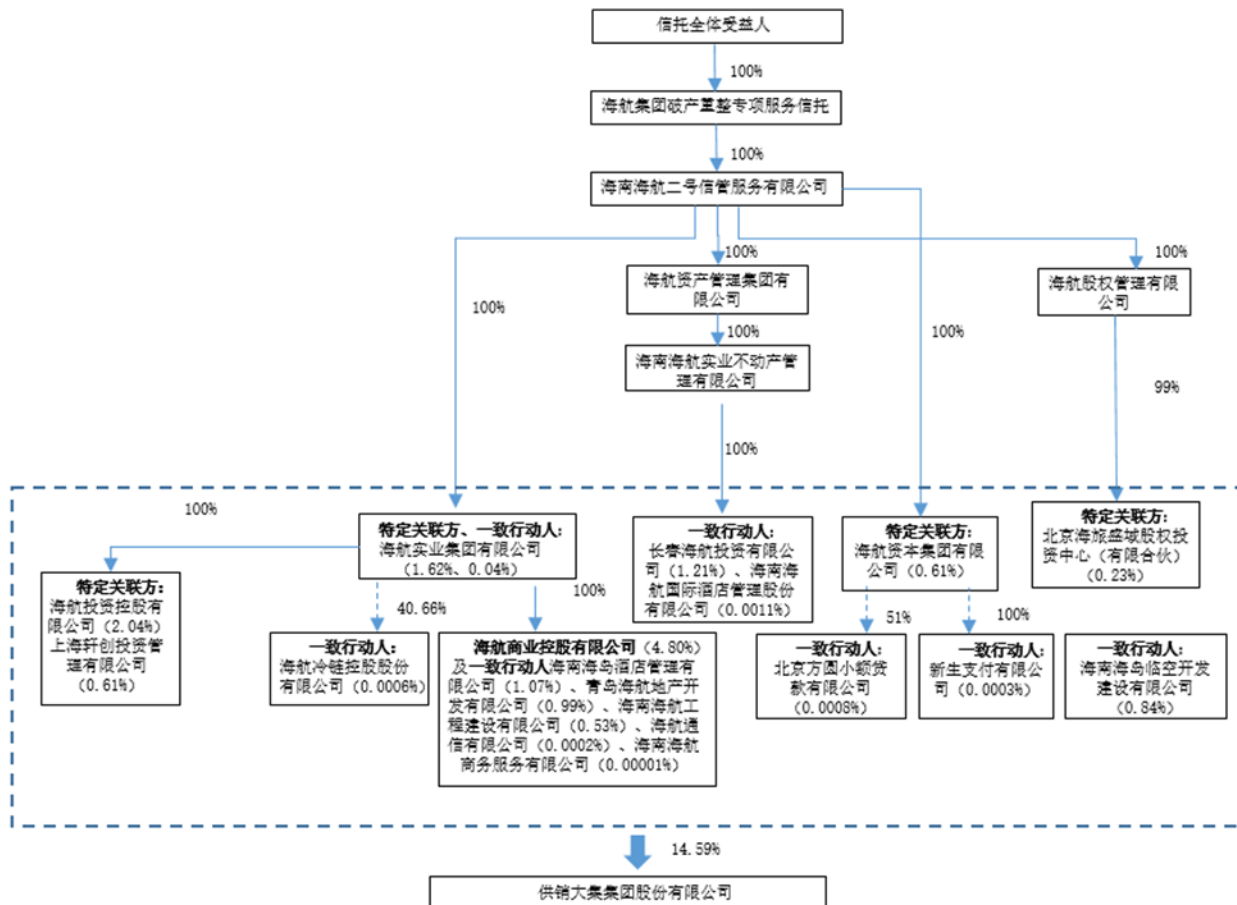 信托全体受益人
100%
海航集团破产重整专项服务信托
100%
海南海航二号信管服务有限公司
100%
100%
海航资产管理集团有
限公司
海航股权管理有限
公司
100%
100%
100%
海南海航实业不动产管
理有限公司
99%
100%
100%
特定关联方、一致行动人:
海航实业集团有限公司
(1.62%、0.04%)
一致行动人:
长春海航投资有限公
司(1.21%)、海南海
航国际酒店管理股份
有限公司(0.0011%)
特定关联方:
海航资本集团有限
公司(0.61%)
特定关联方:
北京海旅盛域股权投
资中心(有限合伙)
(0.23%)
特定关联方:
海航投资控股有
限公司(2.04%)
上海轩创投资管
理有限公司
(0.61%)
40.66%
100%
51%
100%
一致行动人:
海航冷链控股股份
有限公司(0.0006%)
海航商业控股有限公司(4.80%)
及一致行动人海南海岛酒店管理有
限公司(1.07%)、青岛海航地产开
发有限公司(0.99%)、海南海航工
程建设有限公司(0.53%)、海航通
信有限公司(0.0002%)、海南海航
商务服务有限公司(0.00001%)
一致行动人:
北京方圆小额贷
款有限公司
(0.0008%)
一致行动人:
新生支付有限公
司(0.0003%)
一致行动人:
海南海岛临空开发
建设有限公司
(0.84%)
14.59%
供销大集集团股份有限公司